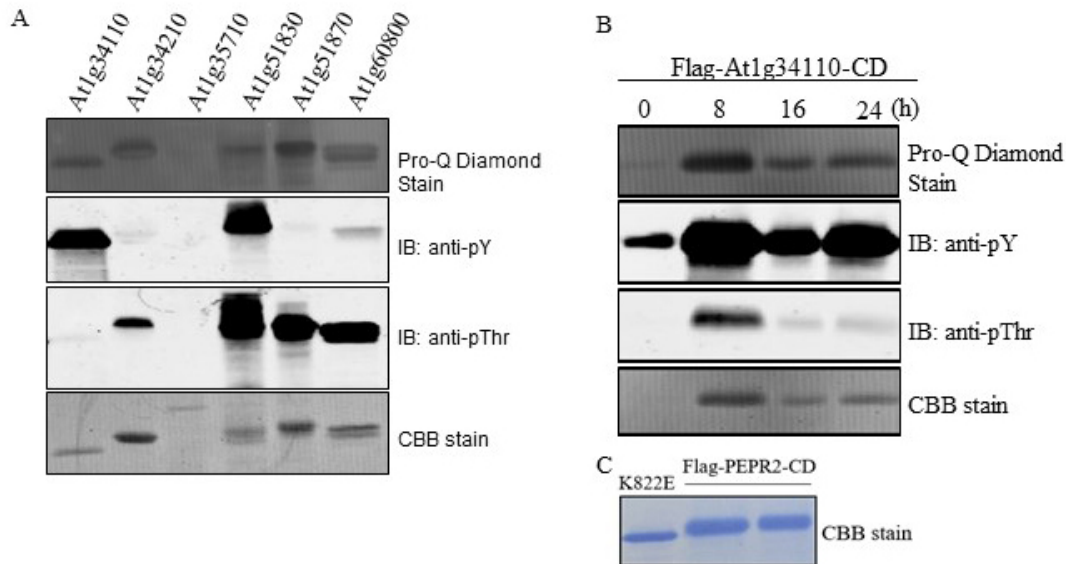 A
At1g34110
At1g34210
At1g35710
At1g51830
At1g51870
At1g60800
Pro-Q Diamond
Stain
IB: anti-pY
IB: anti-pThr
CBB stain
B
Flag-At1g34110-CD
0 8 16 24 (h)
Pro-Q Diamond
Stain
IB: anti-pY
IB: anti-pThr
CBB stain
C
K822E Flag-PEPR2-CD
CBB stain